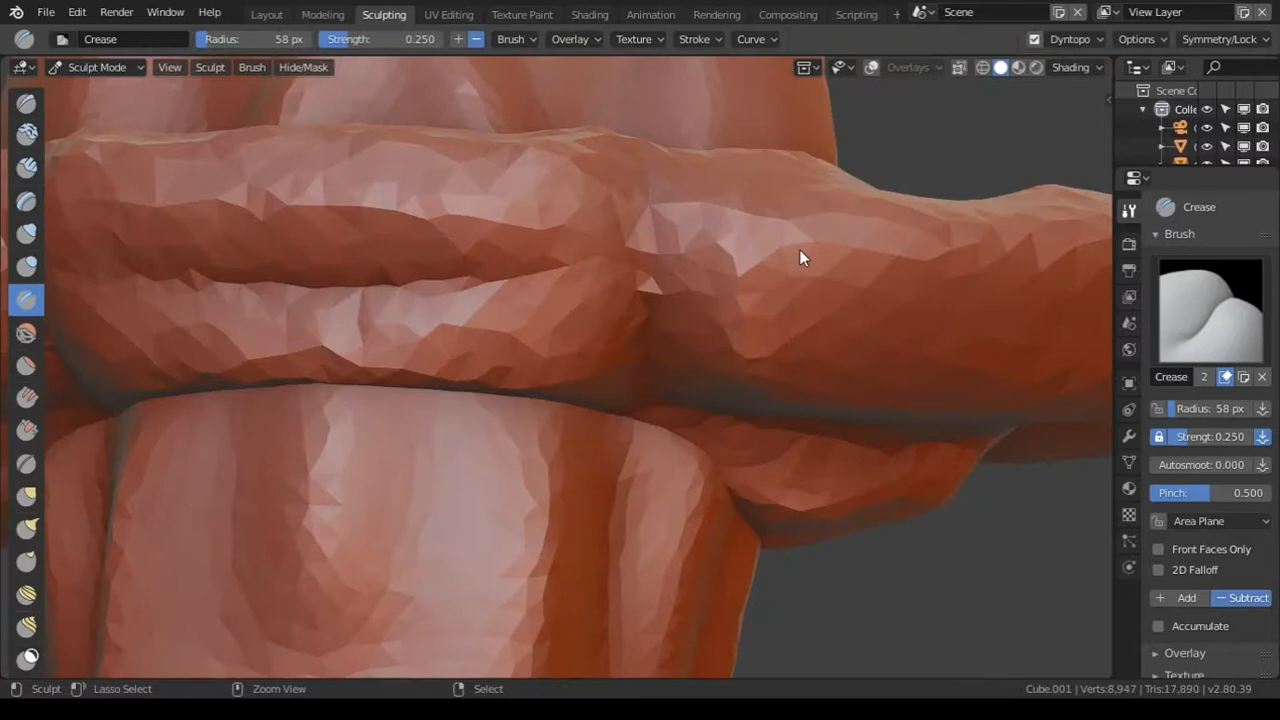 File Edit Render Window Help Layout Modeling Sculpting UV Editing Texture Paint Shading Animation Rendering Compositing Scripting + Scene View Layer
Crease Radius: 58 px Strength: 0.250 Brush Overlay Texture Stroke Curve Dyntopo Options Symmetry/Lock
Sculpt Mode View Sculpt Brush Hide/Mask Overlays Shading
Scene Cc
Colle
Crease
Brush
Crease 2
Radius: 58 px
Strengt: 0.250
Autosmoot: 0.000
Pinch: 0.500
Area Plane
Front Faces Only
2D Falloff
Add Subtract
Accumulate
Overlay
Texture
Sculpt Lasso Select Zoom View Select Cube.001 | Verts:8,947 | Tris:17,890 | v2.80.39